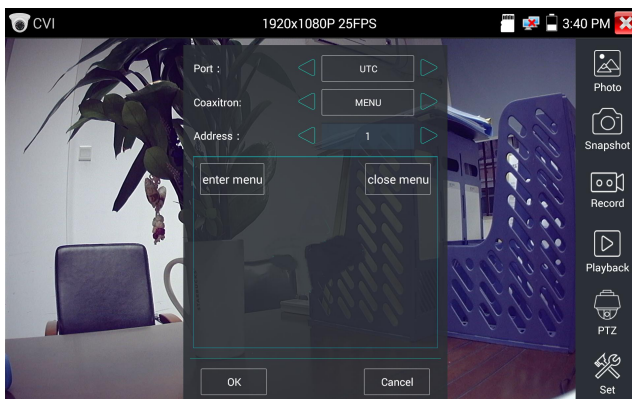 CVI 1920x1080P 25FPS 3:40 PM
Port : UTC
Coaxitron: MENU
Address : 1
enter menu close menu
OK Cancel
Photo
Snapshot
Record
Playback
PTZ
Set